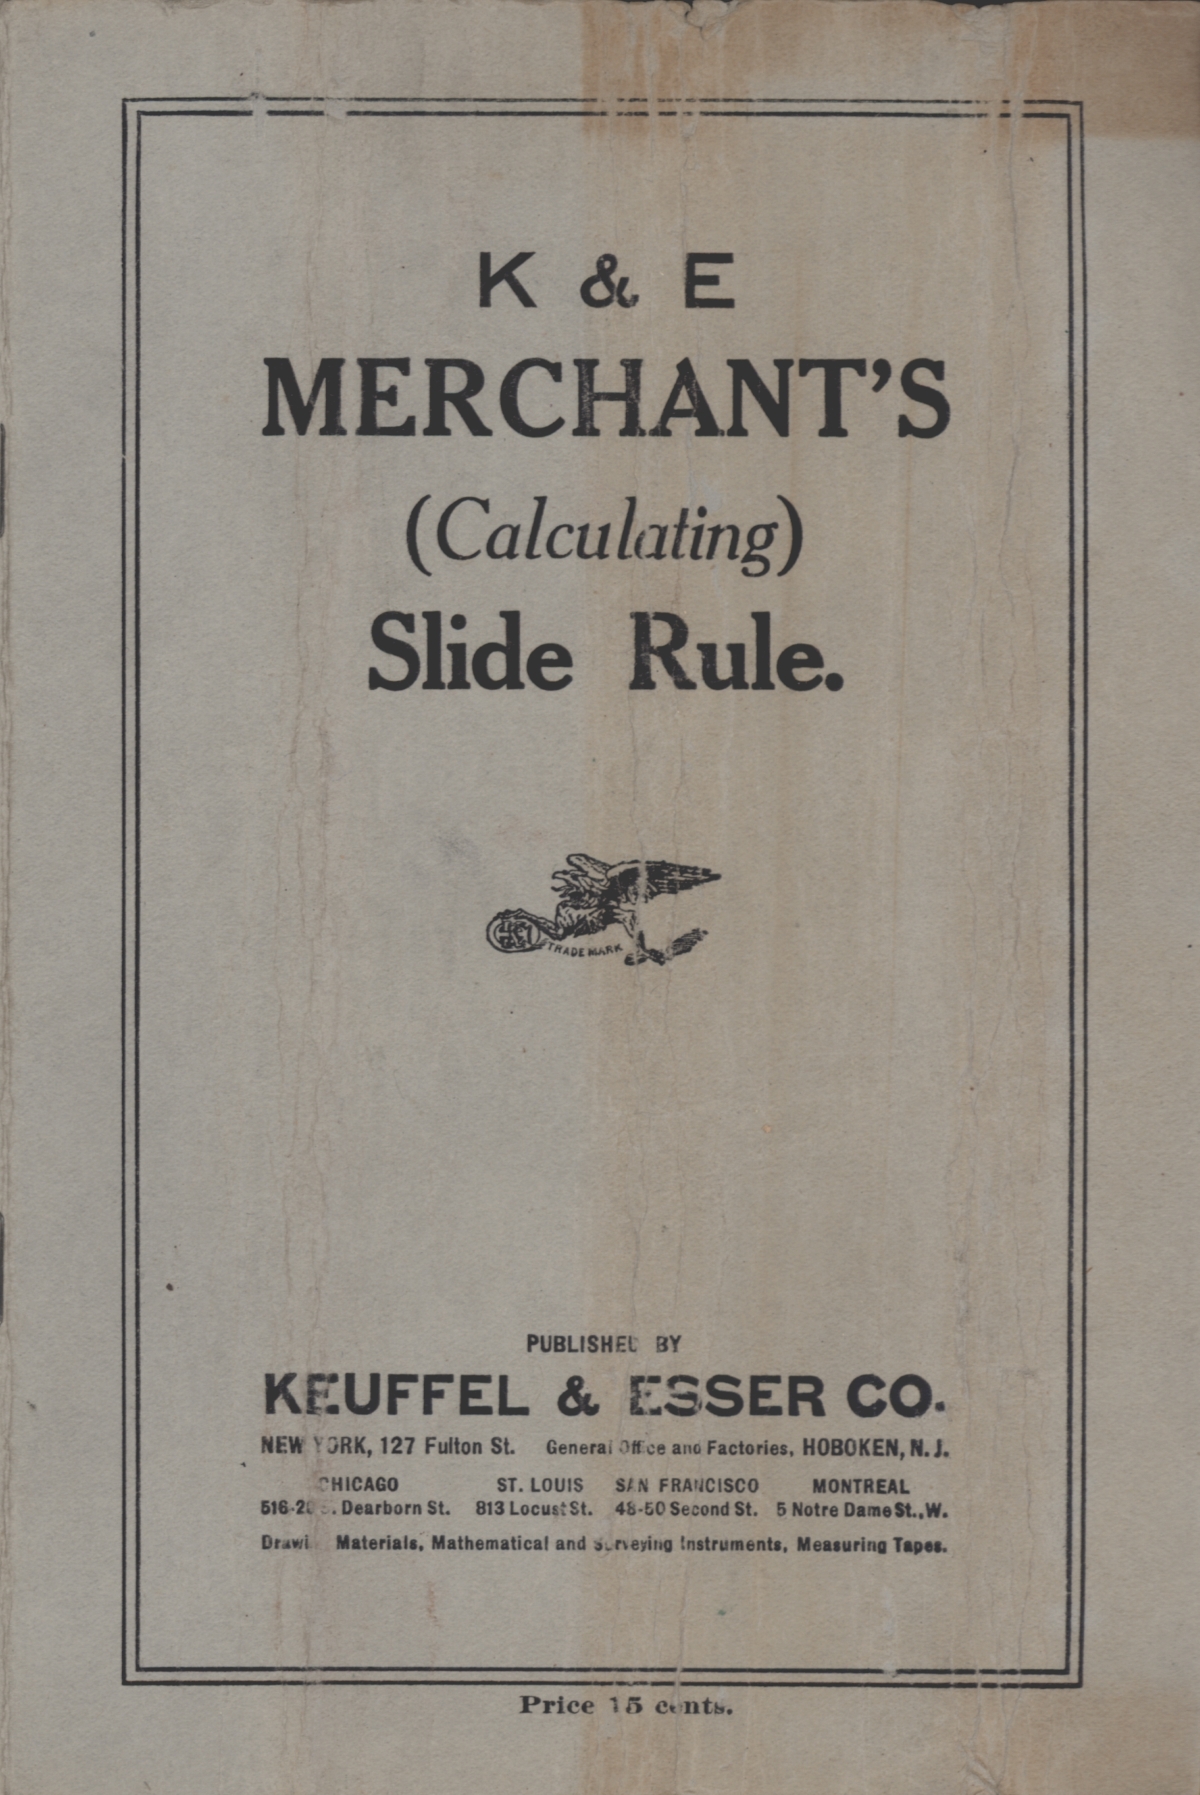 K & E
MERCHANT'S
(Calculating)
Slide Rule.
TRADE MARK
PUBLISHED BY
KEUFFEL & ESSER CO.
NEW YORK, 127 Fulton St. General Office and Factories, HOBOKEN, N. J.
CHICAGO ST. LOUIS SAN FRANCISCO MONTREAL
Dearborn St. 813 Locust St. 48-50 Second St. 5 Notre Dame St., W.
Materials, Mathematical and Surveying Instruments, Measuring Tapes.
Price 15 cents.